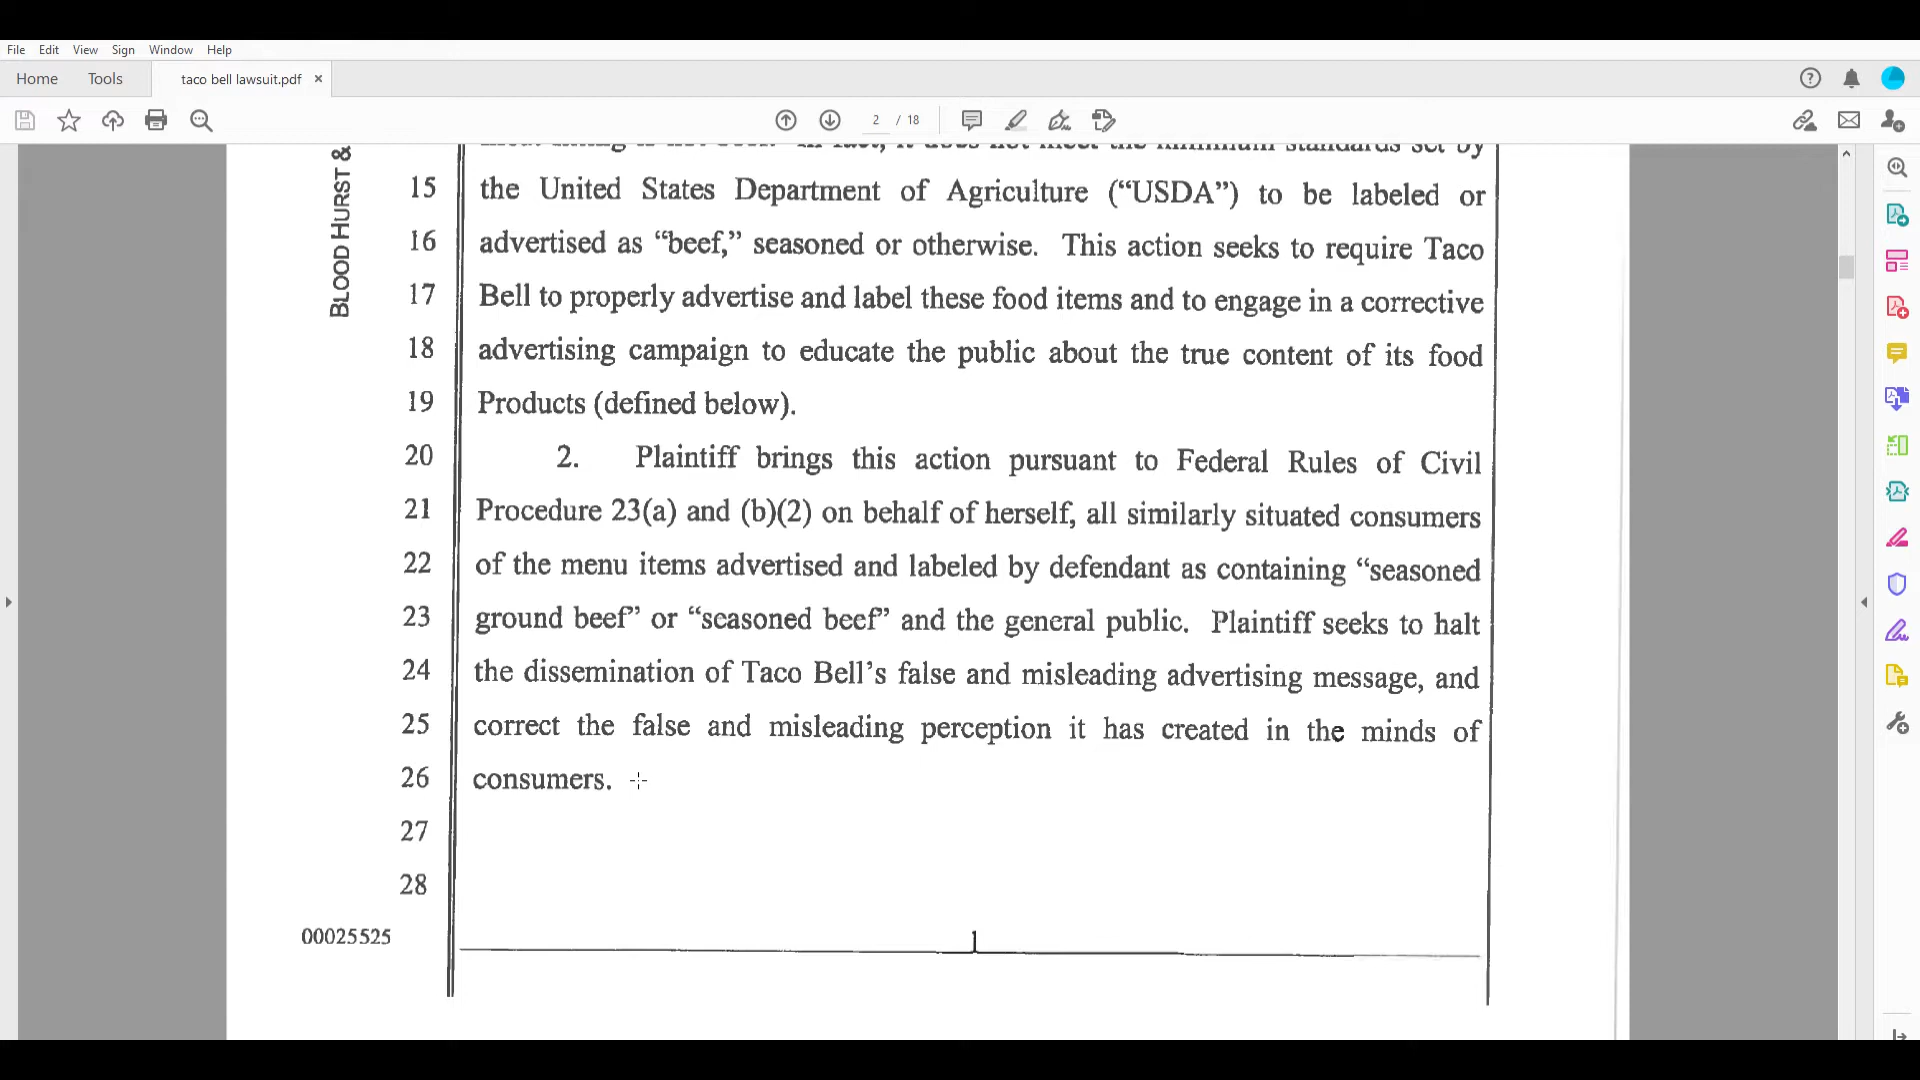 File Edit View Sign Window Help
Home Tools taco bell lawsuit.pdf ×
2 / 18
BLOOD HURST &
15 the United States Department of Agriculture (“USDA”) to be labeled or
16 advertised as “beef,” seasoned or otherwise. This action seeks to require Taco
17 Bell to properly advertise and label these food items and to engage in a corrective
18 advertising campaign to educate the public about the true content of its food
19 Products (defined below).
20 2. Plaintiff brings this action pursuant to Federal Rules of Civil
21 Procedure 23(a) and (b)(2) on behalf of herself, all similarly situated consumers
22 of the menu items advertised and labeled by defendant as containing “seasoned
23 ground beef” or “seasoned beef” and the general public. Plaintiff seeks to halt
24 the dissemination of Taco Bell’s false and misleading advertising message, and
25 correct the false and misleading perception it has created in the minds of
26 consumers.
27
28
00025525
1